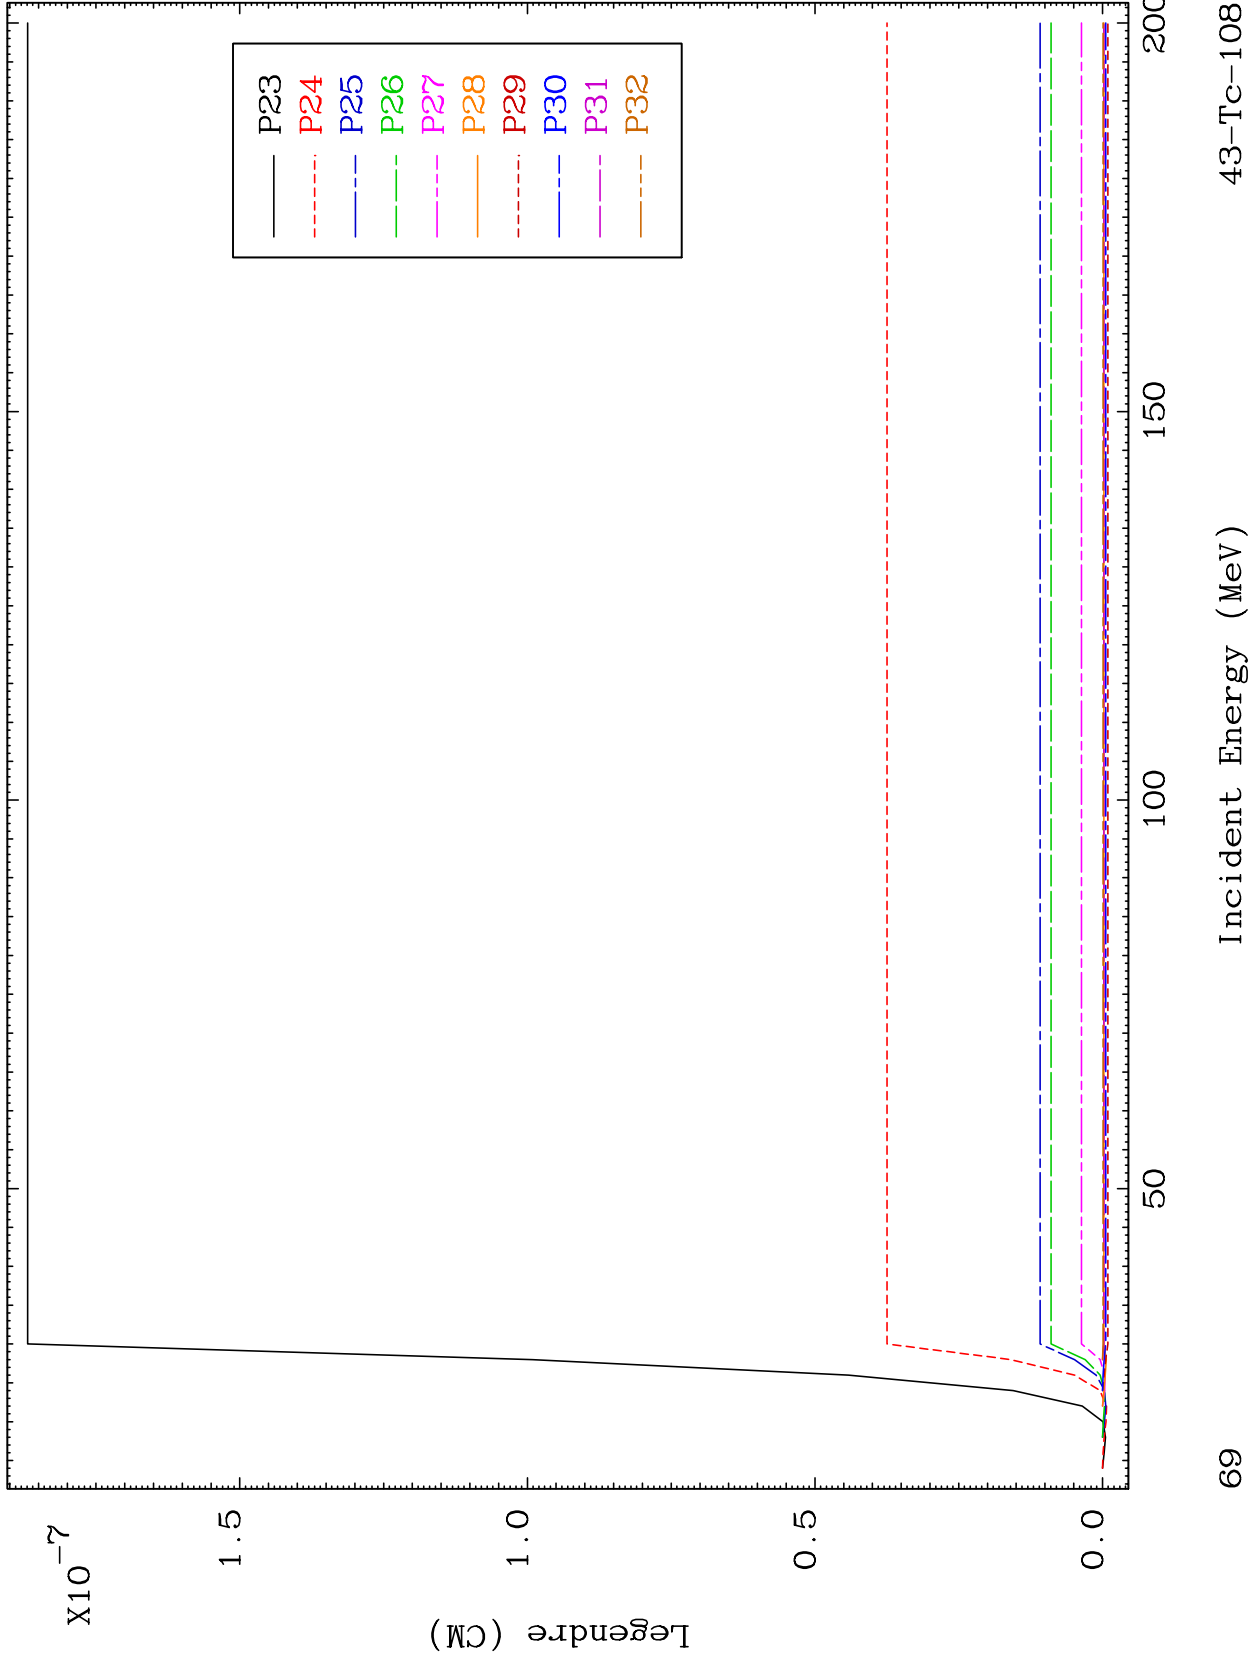 X10-7
1.5
1.0
0.5
0.0
Legendre (CM)
P23
P24
P25
P26
P27
P28
P29
P30
P31
P32
50
100
150
200
Incident Energy (MeV)
69
43-Tc-108